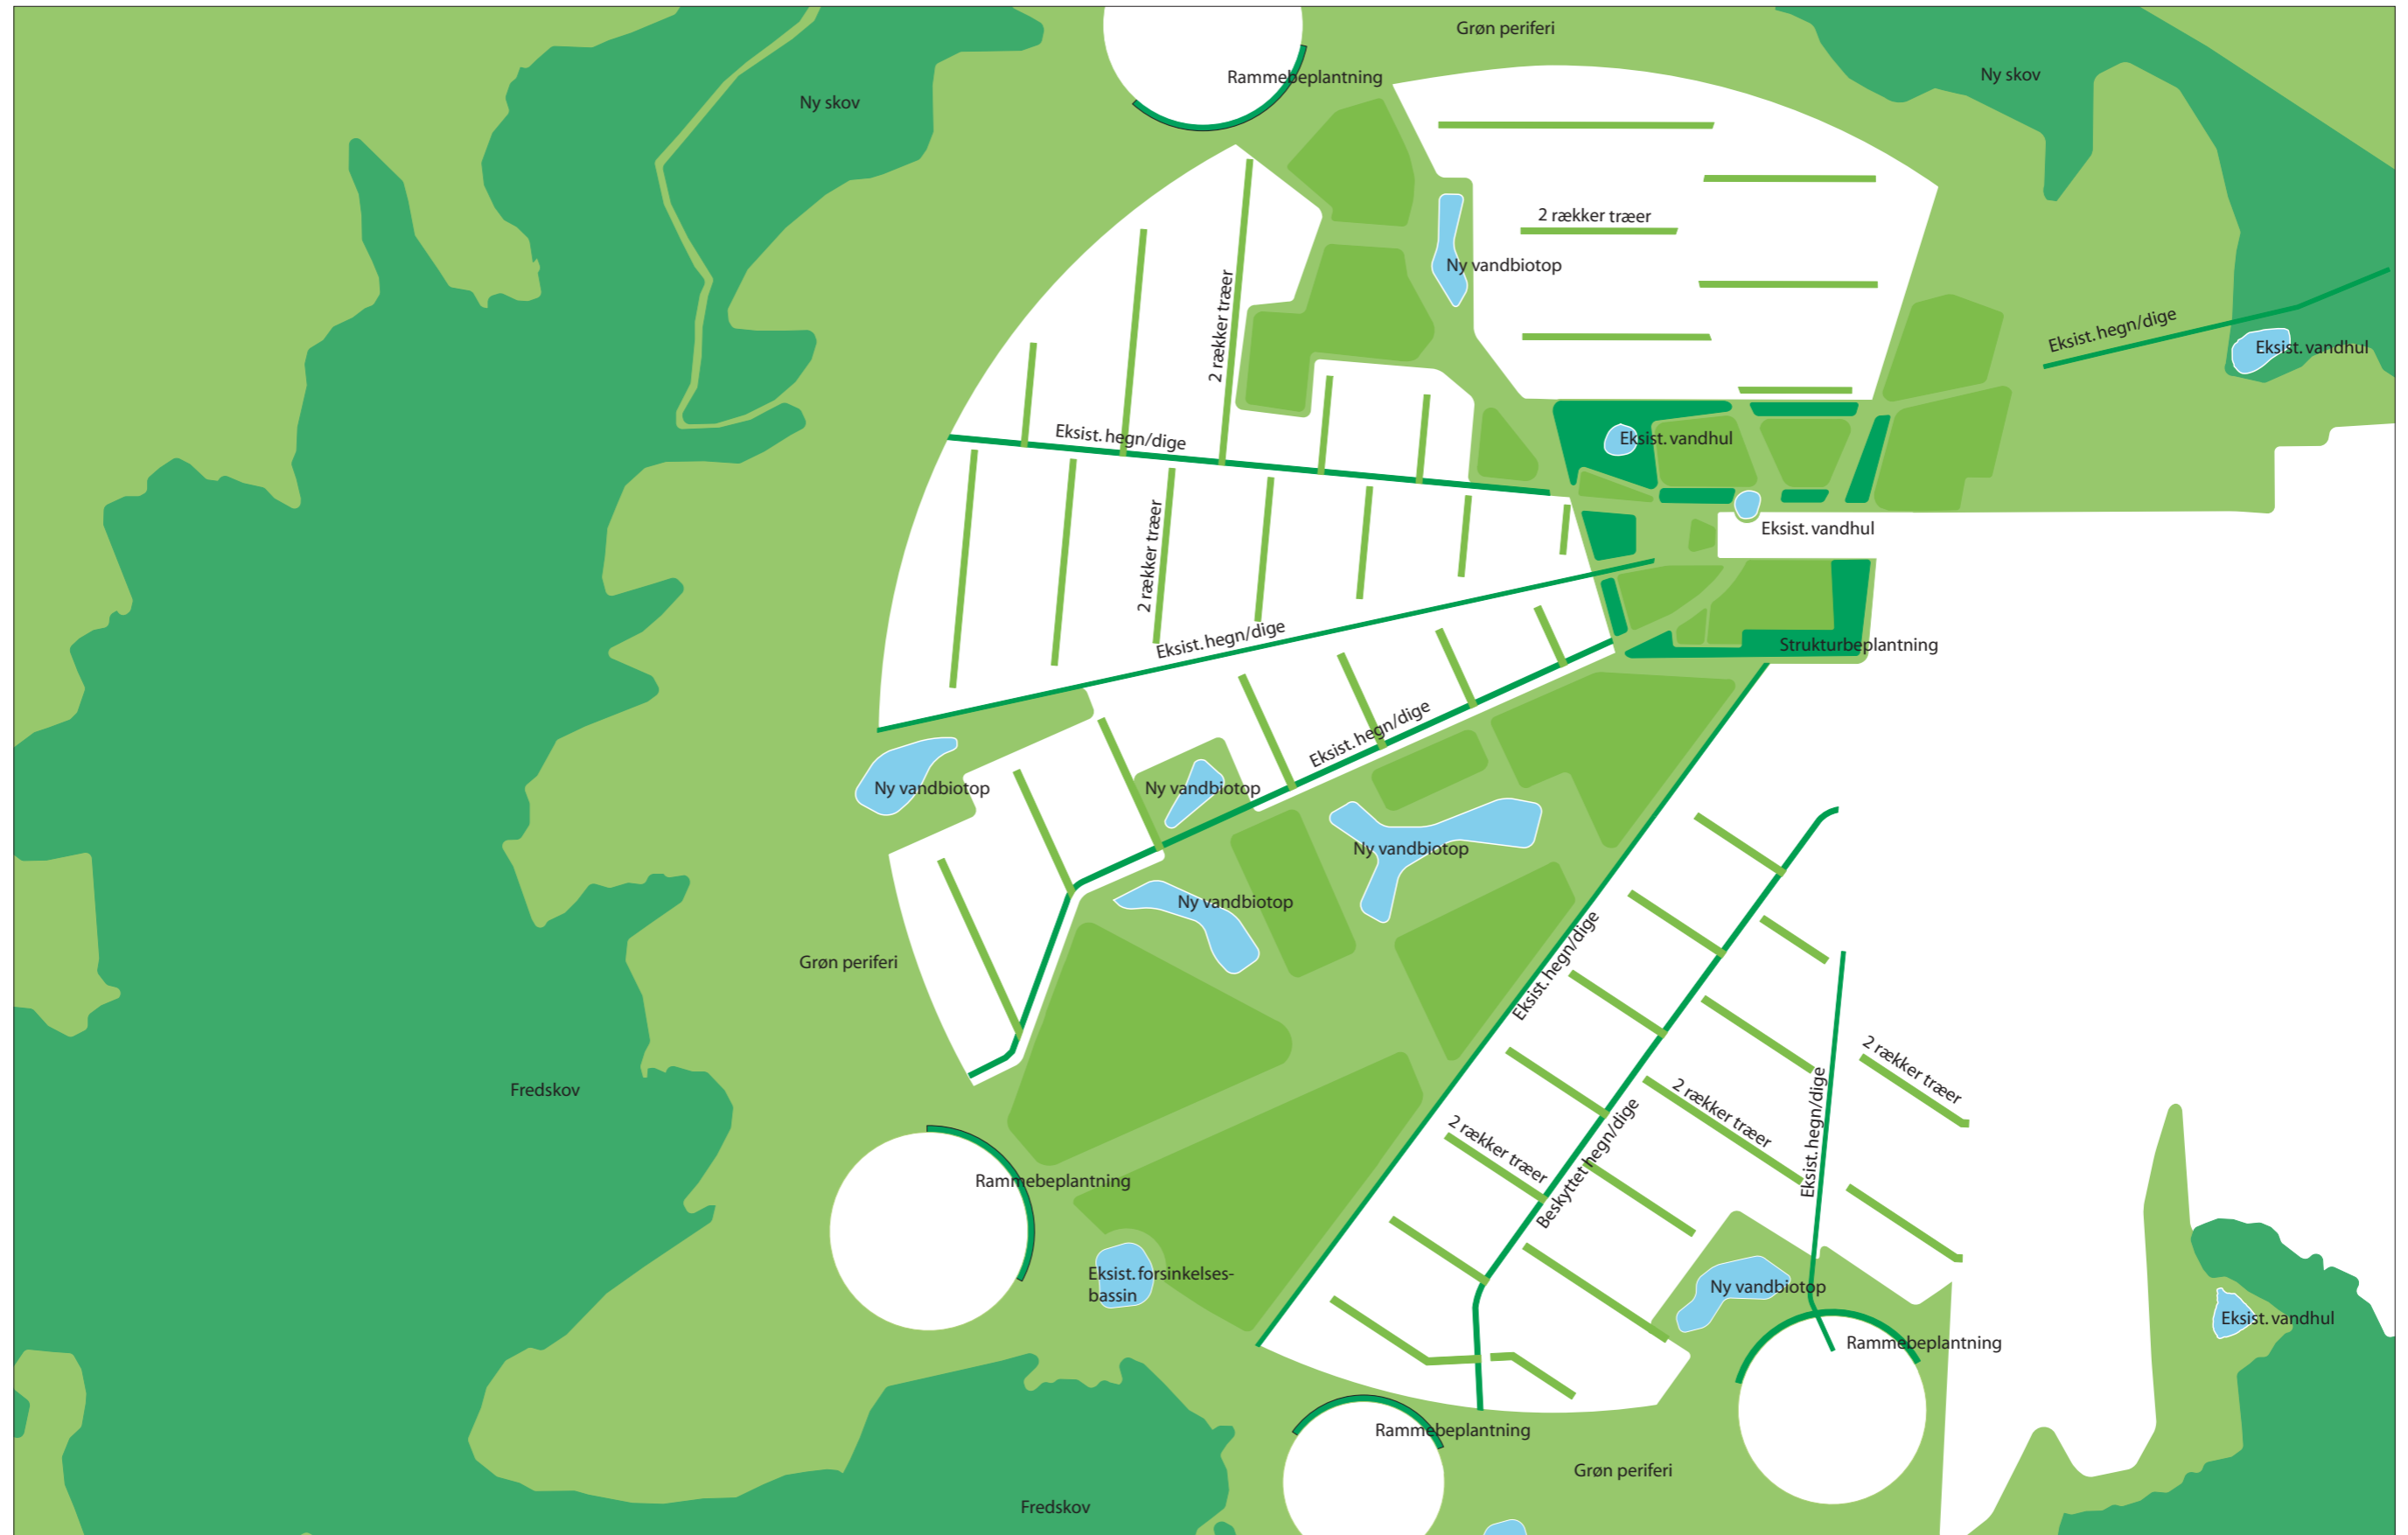 Grøn periferi
Rammebeplantning
Ny skov
Ny skov
2 rækker træer
Ny vandbiotop
2 rækker træer
Eksist. hegn/dige
Eksist. vandhul
Eksist. hegn/dige
Eksist. vandhul
Eksist. vandhul
2 rækker træer
Eksist. hegn/dige
Strukturbeplantning
Eksist. hegn/dige
Ny vandbiotop
Ny vandbiotop
Ny vandbiotop
Ny vandbiotop
Grøn periferi
Eksist. hegn/dige
2 rækker træer
Fredskov
2 rækker træer
Eksist. hegn/dige
2 rækker træer
Beskyttet hegn/dige
Rammebeplantning
Eksist. forsinkelses-
bassin
Ny vandbiotop
Eksist. vandhul
Rammebeplantning
Rammebeplantning
Grøn periferi
Fredskov